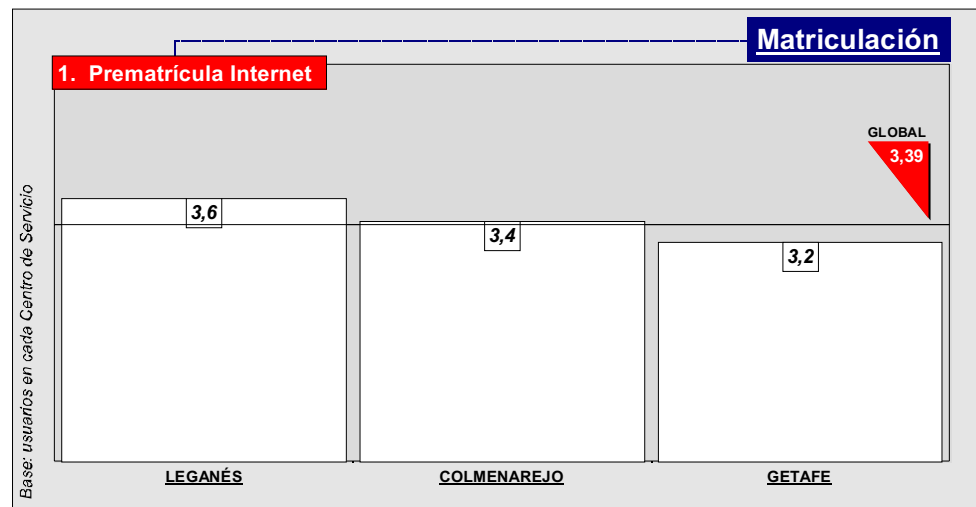 Matriculación
1. Prematrícula Internet
GLOBAL
3,39
3,6
3,4
3,2
Base: usuarios en cada Centro de Servicio
LEGANÉS
COLMENAREJO
GETAFE